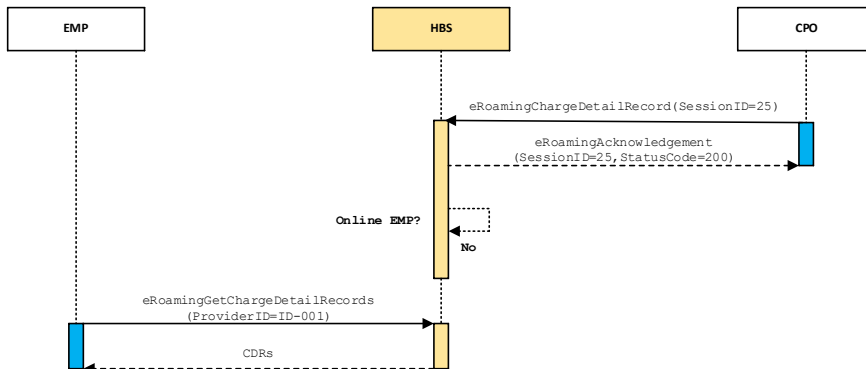 EMP
HBS
CPO
eRoamingChargeDetailRecord(SessionID=25)
eRoamingAcknowledgement
(SessionID=25,StatusCode=200)
Online EMP?
No
eRoamingGetChargeDetailRecords
(ProviderID=ID-001)
CDRs